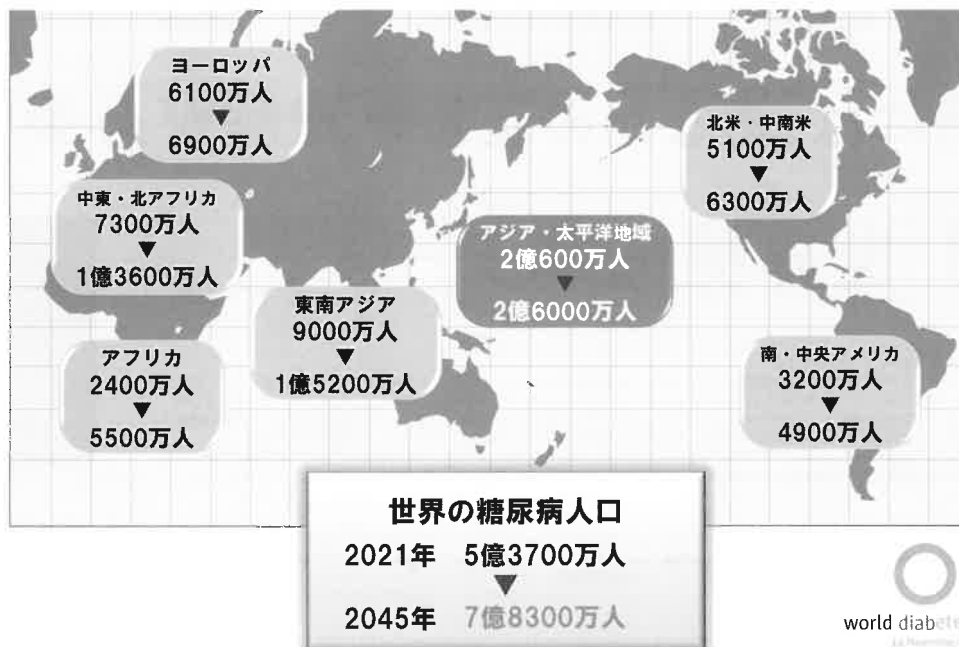 ヨーロッパ
6100万人
▼
6900万人
北米・中南米
5100万人
▼
6300万人
中東・北アフリカ
7300万人
▼
1億3600万人
アジア・太平洋地域
2億600万人
▼
2億6000万人
東南アジア
9000万人
▼
1億5200万人
アフリカ
2400万人
▼
5500万人
南・中央アメリカ
3200万人
▼
4900万人
世界の糖尿病人口
2021年 5億3700万人
▼
2045年 7億8300万人
world diabete